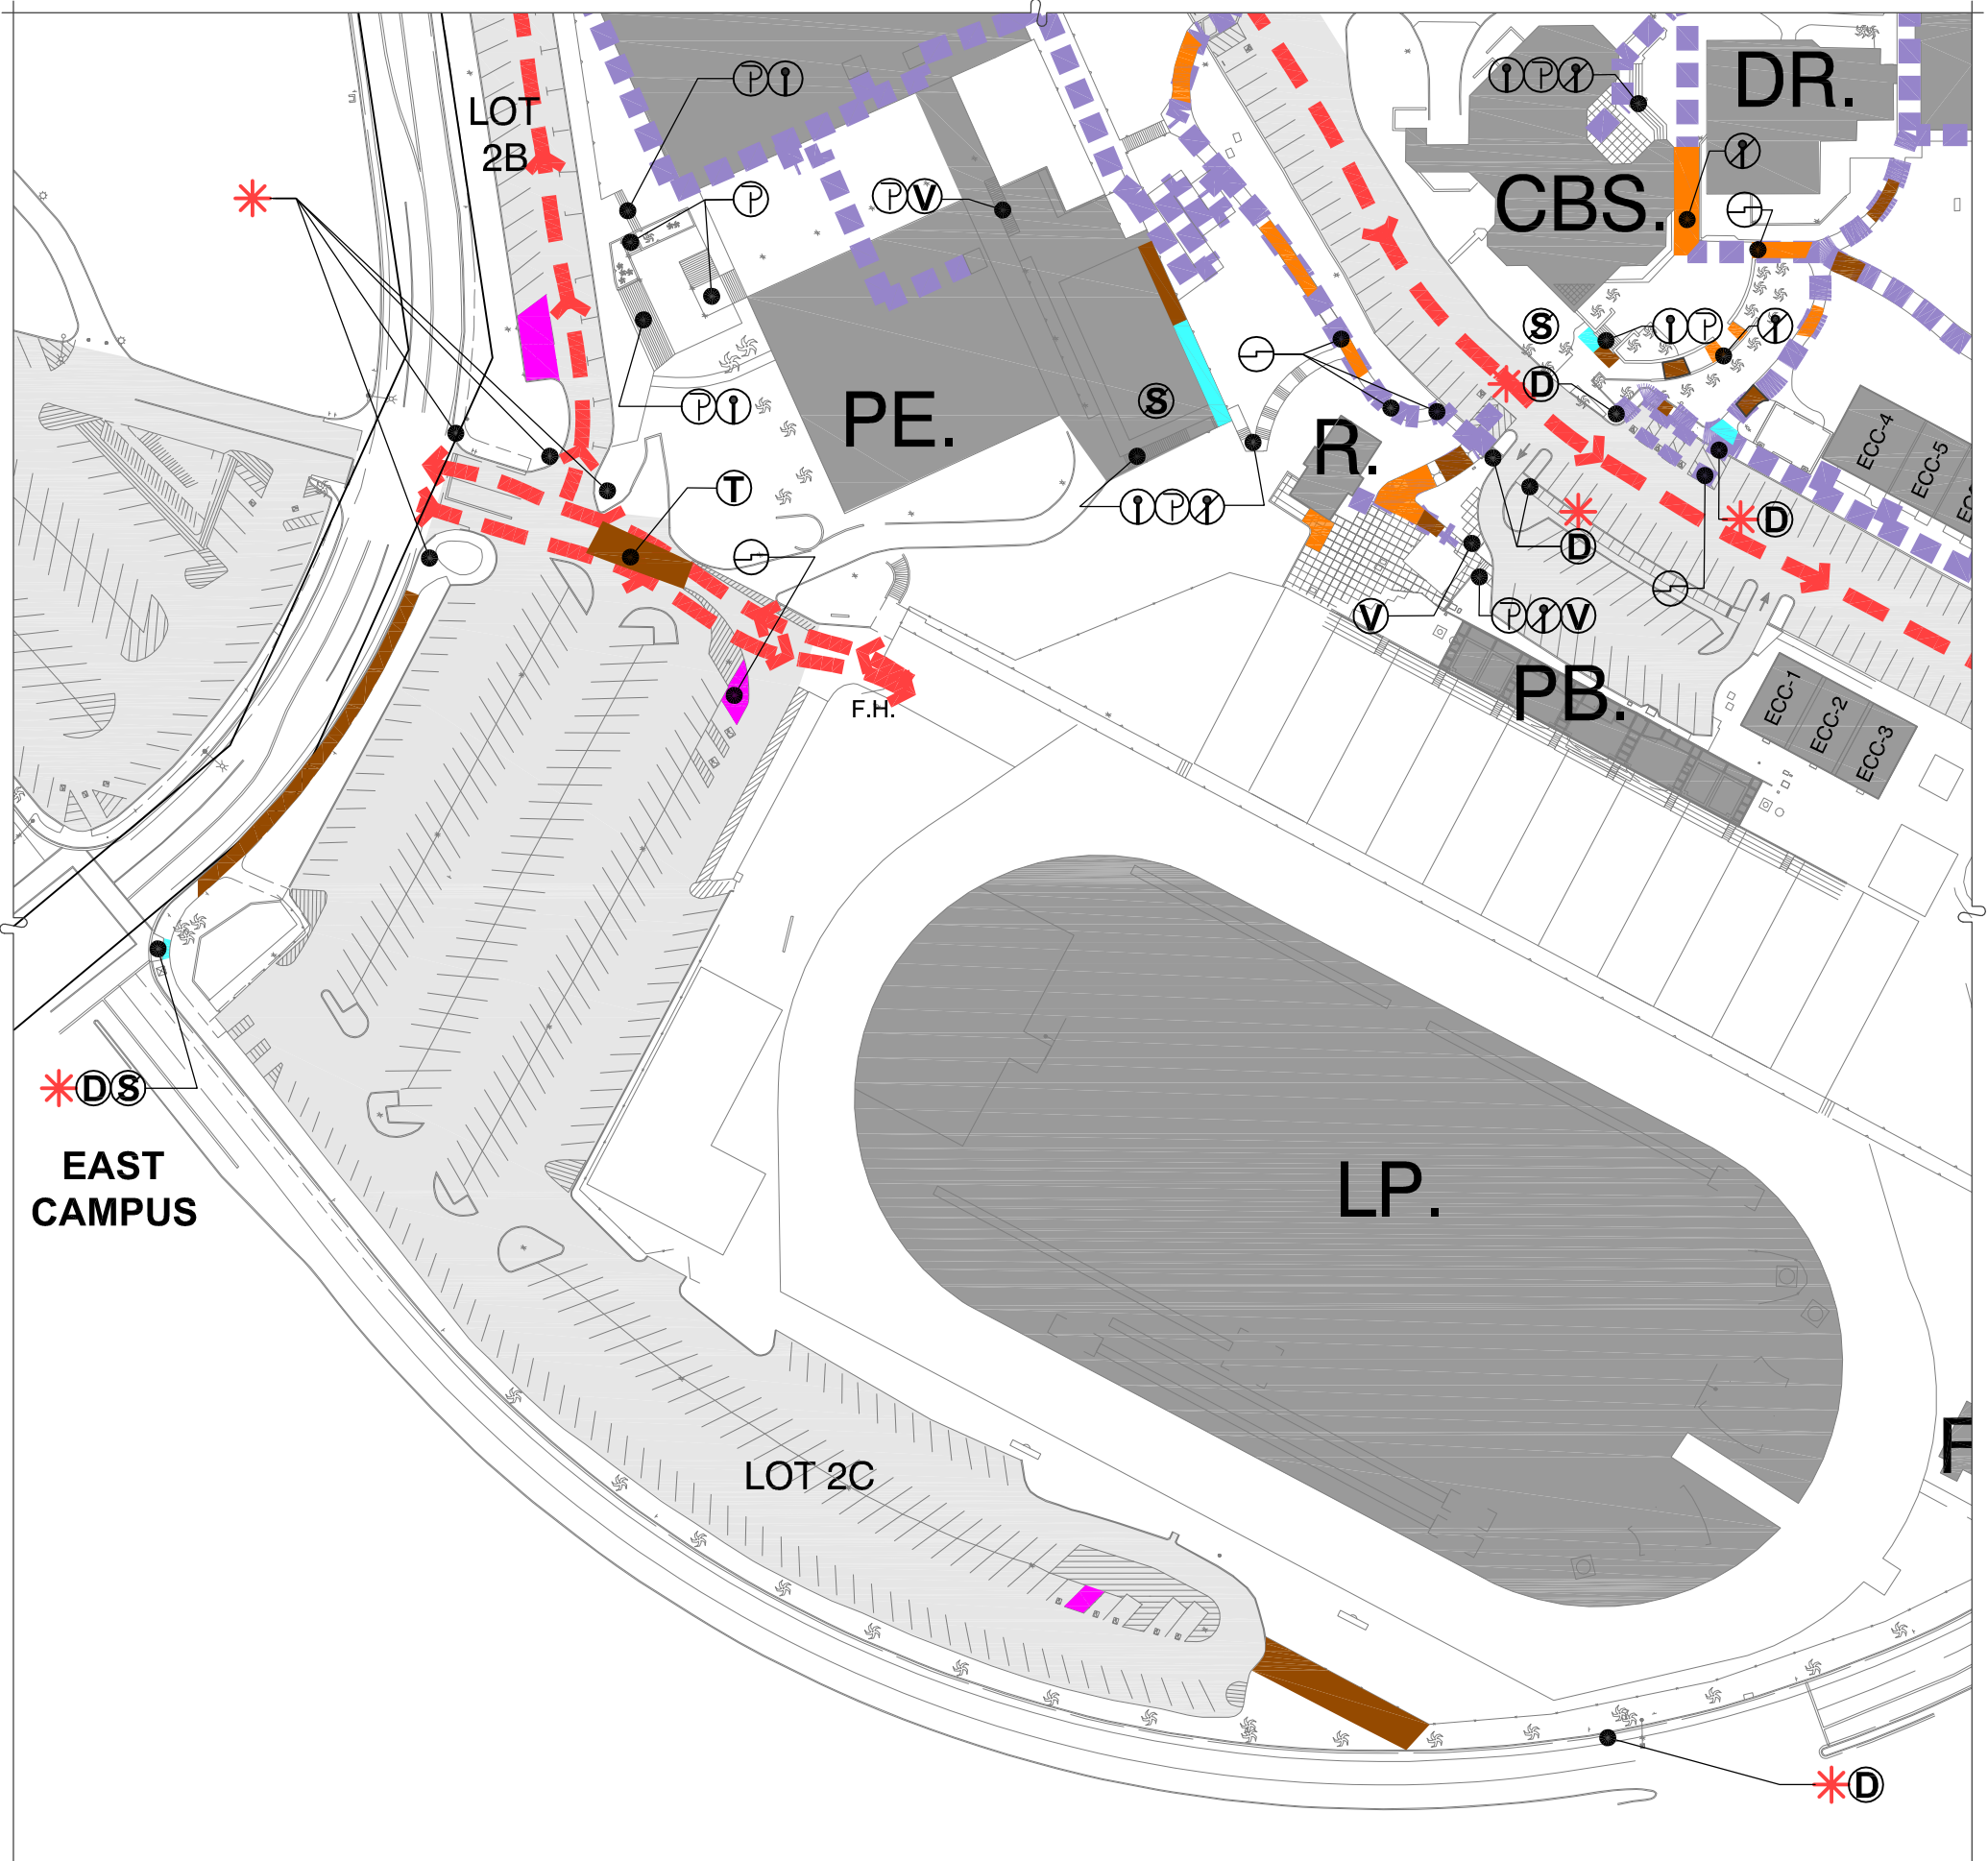 DR.
LOT
2B
CBS.
V
S
D
PE.
R.
S
ECC-4
ECC-5
T
D
D
V
V
PB.
F.H.
ECC-1
ECC-2
ECC-3
D S
EAST
CAMPUS
LP.
LOT 2C
D